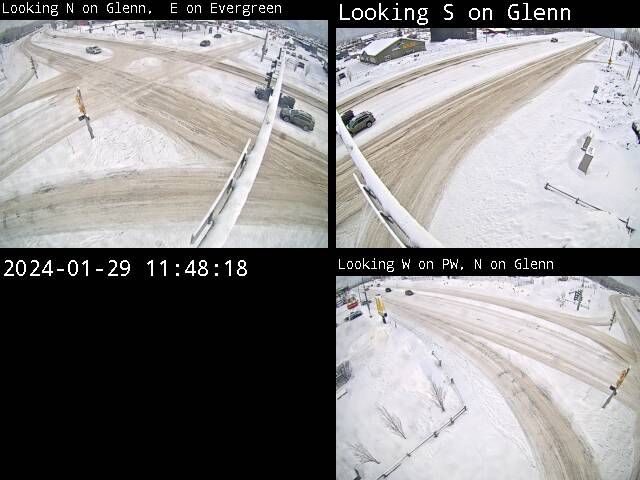 Looking N on Glenn,  E on Evergreen
Looking S on Glenn
2024-01-29 11:48:18
Looking W on PW, N on Glenn